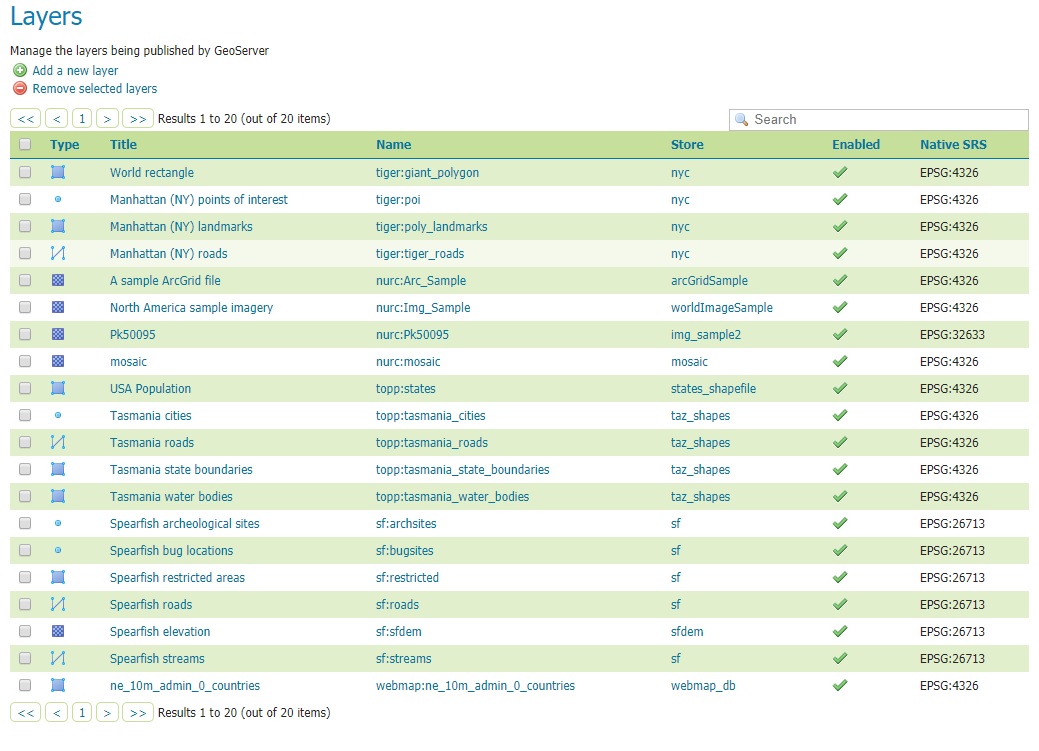 Layers
Manage the layers being published by GeoServer
Add a new layer
Remove selected layers
<< < 1 > >> Results 1 to 20 (out of 20 items) Search
Type Title Name Store Enabled Native SRS
World rectangle tiger:giant_polygon nyc EPSG:4326
Manhattan (NY) points of interest tiger:poi nyc EPSG:4326
Manhattan (NY) landmarks tiger:poly_landmarks nyc EPSG:4326
Manhattan (NY) roads tiger:tiger_roads nyc EPSG:4326
A sample ArcGrid file nurc:Arc_Sample arcGridSample EPSG:4326
North America sample imagery nurc:Img_Sample worldImageSample EPSG:4326
Pk50095 nurc:Pk50095 img_sample2 EPSG:32633
mosaic nurc:mosaic mosaic EPSG:4326
USA Population topp:states states_shapefile EPSG:4326
Tasmania cities topp:tasmania_cities taz_shapes EPSG:4326
Tasmania roads topp:tasmania_roads taz_shapes EPSG:4326
Tasmania state boundaries topp:tasmania_state_boundaries taz_shapes EPSG:4326
Tasmania water bodies topp:tasmania_water_bodies taz_shapes EPSG:4326
Spearfish archeological sites sf:archsites sf EPSG:26713
Spearfish bug locations sf:bugsites sf EPSG:26713
Spearfish restricted areas sf:restricted sf EPSG:26713
Spearfish roads sf:roads sf EPSG:26713
Spearfish elevation sf:sfdem sfdem EPSG:26713
Spearfish streams sf:streams sf EPSG:26713
ne_10m_admin_0_countries webmap:ne_10m_admin_0_countries webmap_db EPSG:4326
<< < 1 > >> Results 1 to 20 (out of 20 items)